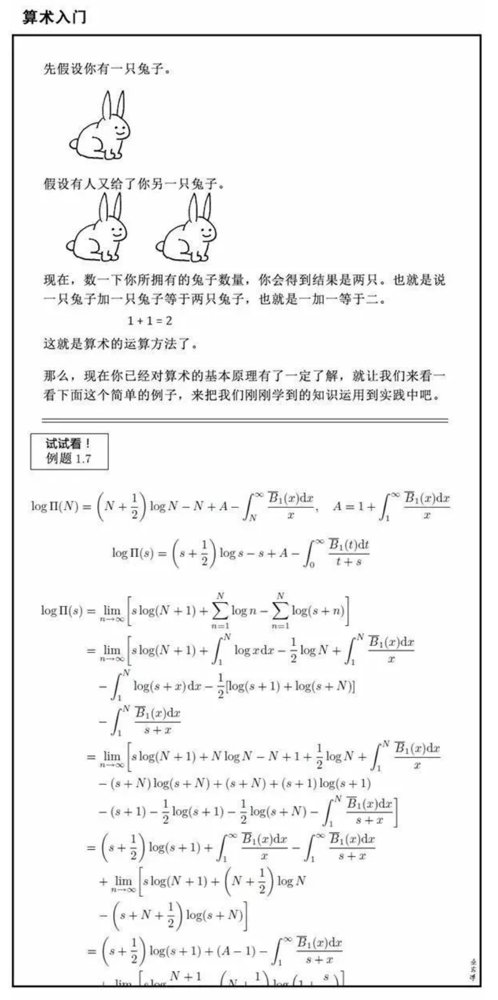 算术入门
先假设你有一只兔子。
假设有人又给了你另一只兔子。
现在，数一下你所拥有的兔子数量，你会得到结果是两只。也就是说
一只兔子加一只兔子等于两只兔子，也就是一加一等于二。
1 + 1 = 2
这就是算术的运算方法了。
那么，现在你已经对算术的基本原理有了一定了解，就让我们来看一
看下面这个简单的例子，来把我们刚刚学到的知识运用到实践中吧。
试试看！
例题 1.7
log Π(N) = (N + 1/2) log N − N + A − ∫_N^∞ B̅₁(x)dx / x,  A = 1 + ∫_1^∞ B̅₁(x)dx / x
log Π(s) = (s + 1/2) log s − s + A − ∫_0^∞ B̅₁(t)dt / (t + s)
log Π(s) = lim_{n→∞} [s log(N + 1) + ∑_{n=1}^N log n − ∑_{n=1}^N log(s + n)]
= lim_{n→∞} [s log(N + 1) + ∫_1^N log x dx − 1/2 log N + ∫_1^N B̅₁(x)dx / x
− ∫_1^N log(s + x) dx − 1/2 [log(s + 1) + log(s + N)]
− ∫_1^N B̅₁(x)dx / (s + x)
= lim_{n→∞} [s log(N + 1) + N log N − N + 1 + 1/2 log N + ∫_1^N B̅₁(x)dx / x
− (s + N) log(s + N) + (s + N) + (s + 1) log(s + 1)
− (s + 1) − 1/2 log(s + 1) − 1/2 log(s + N) − ∫_1^N B̅₁(x)dx / (s + x)]
= (s + 1/2) log(s + 1) + ∫_1^∞ B̅₁(x)dx / x − ∫_1^∞ B̅₁(x)dx / (s + x)
+ lim_{n→∞} [s log(N + 1) + (N + 1/2) log N
− (s + N + 1/2) log(s + N)]
= (s + 1/2) log(s + 1) + (A − 1) − ∫_1^∞ B̅₁(x)dx / (s + x)